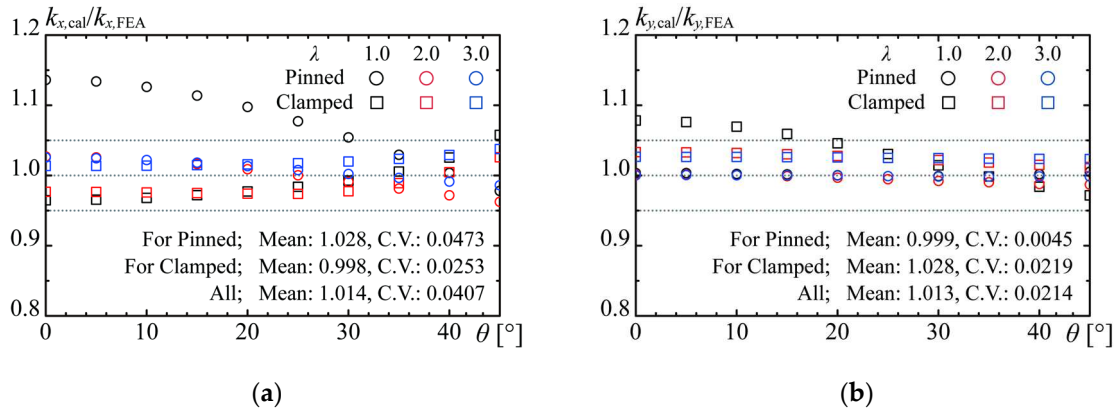 k_x,cal/k_x,FEA
1.2
1.1
1.0
0.9
0.8
λ 1.0 2.0 3.0
Pinned
Clamped
For Pinned; Mean: 1.028, C.V.: 0.0473
For Clamped; Mean: 0.998, C.V.: 0.0253
All; Mean: 1.014, C.V.: 0.0407
0 10 20 30 40 θ [°]
(a)
k_y,cal/k_y,FEA
1.2
1.1
1.0
0.9
0.8
λ 1.0 2.0 3.0
Pinned
Clamped
For Pinned; Mean: 0.999, C.V.: 0.0045
For Clamped; Mean: 1.028, C.V.: 0.0219
All; Mean: 1.013, C.V.: 0.0214
0 10 20 30 40 θ [°]
(b)